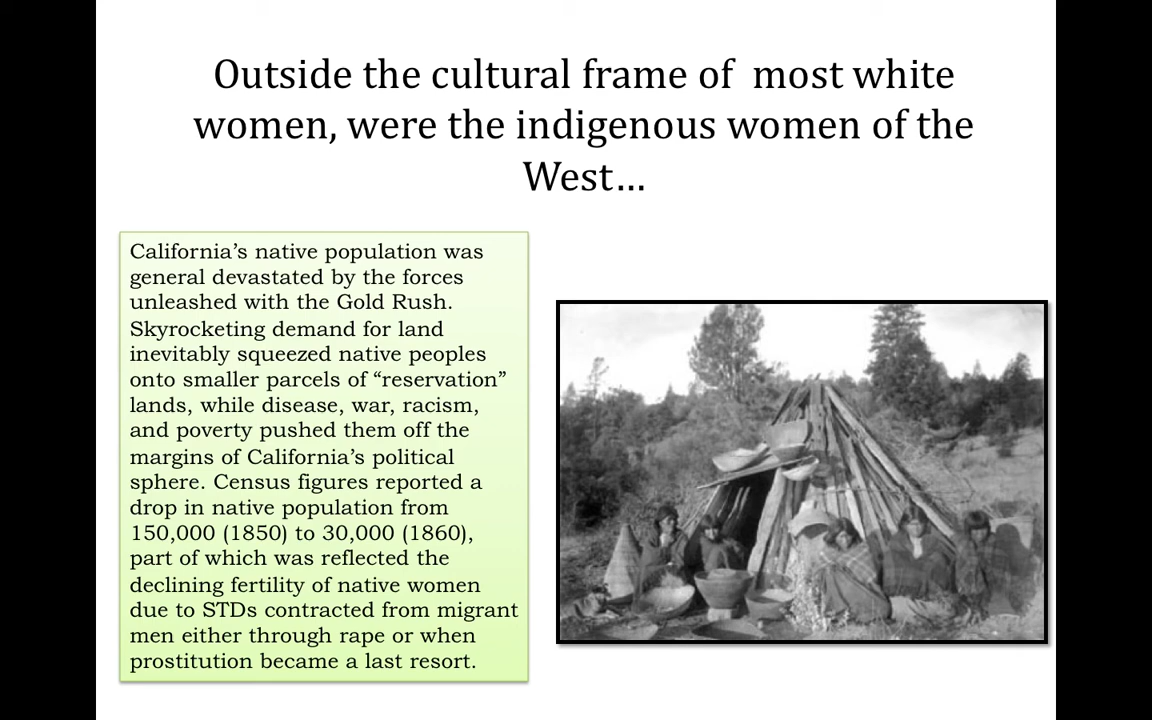 Outside the cultural frame of  most white
women, were the indigenous women of the
West…
California’s native population was
general devastated by the forces
unleashed with the Gold Rush.
Skyrocketing demand for land
inevitably squeezed native peoples
onto smaller parcels of “reservation”
lands, while disease, war, racism,
and poverty pushed them off the
margins of California’s political
sphere. Census figures reported a
drop in native population from
150,000 (1850) to 30,000 (1860),
part of which was reflected the
declining fertility of native women
due to STDs contracted from migrant
men either through rape or when
prostitution became a last resort.